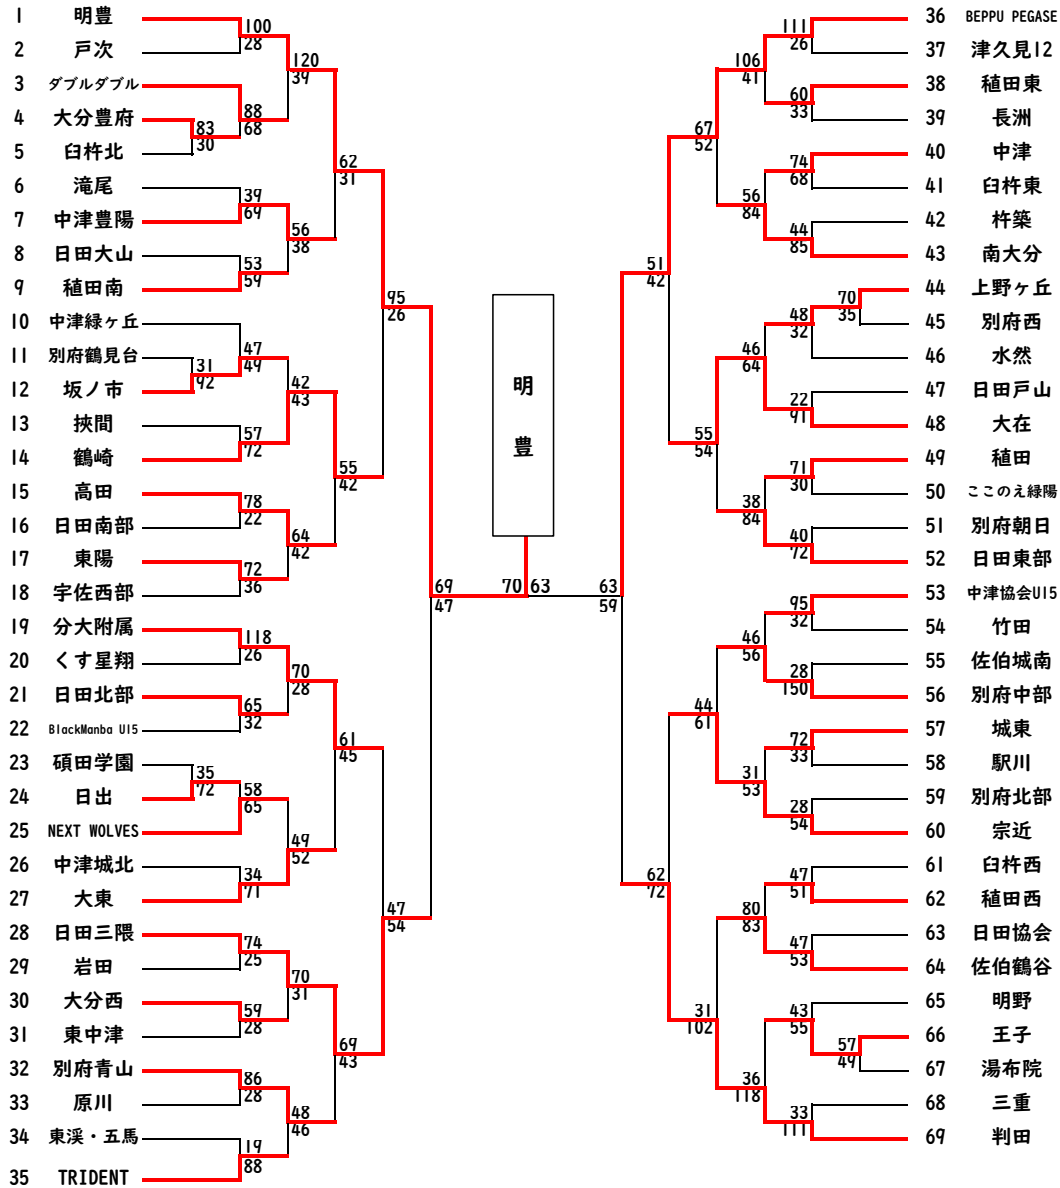 1 明豊
2 戸次
3 ダブルダブル
4 大分豊府
5 臼杵北
6 滝尾
7 中津豊陽
8 日田大山
9 稙田南
10 中津緑ヶ丘
11 別府鶴見台
12 坂ノ市
13 挾間
14 鶴崎
15 高田
16 日田南部
17 東陽
18 宇佐西部
19 分大附属
20 くす星翔
21 日田北部
22 BlackManba U15
23 碩田学園
24 日出
25 NEXT WOLVES
26 中津城北
27 大東
28 日田三隈
29 岩田
30 大分西
31 東中津
32 別府青山
33 原川
34 東渓・五馬
35 TRIDENT
83
30
31
92
35
72
100
28
88
68
39
69
53
59
47
49
57
72
78
22
72
36
118
26
65
32
58
65
34
71
74
25
59
28
86
28
19
88
120
39
56
38
42
43
64
42
70
28
49
52
70
31
48
46
62
31
55
42
61
45
69
43
95
26
47
54
69
47
明
豊
70 63
63
59
51
42
62
72
67
52
55
54
44
61
31
102
106
41
56
84
46
64
38
84
46
56
31
53
80
83
36
118
111
26
60
33
74
68
44
85
48
32
22
91
71
30
40
72
95
32
28
150
72
33
28
54
47
51
47
53
43
55
33
111
70
35
57
49
36 BEPPU PEGASE
37 津久見12
38 稙田東
39 長洲
40 中津
41 臼杵東
42 杵築
43 南大分
44 上野ヶ丘
45 別府西
46 水然
47 日田戸山
48 大在
49 稙田
50 ここのえ緑陽
51 別府朝日
52 日田東部
53 中津協会U15
54 竹田
55 佐伯城南
56 別府中部
57 城東
58 駅川
59 別府北部
60 宗近
61 臼杵西
62 稙田西
63 日田協会
64 佐伯鶴谷
65 明野
66 王子
67 湯布院
68 三重
69 判田